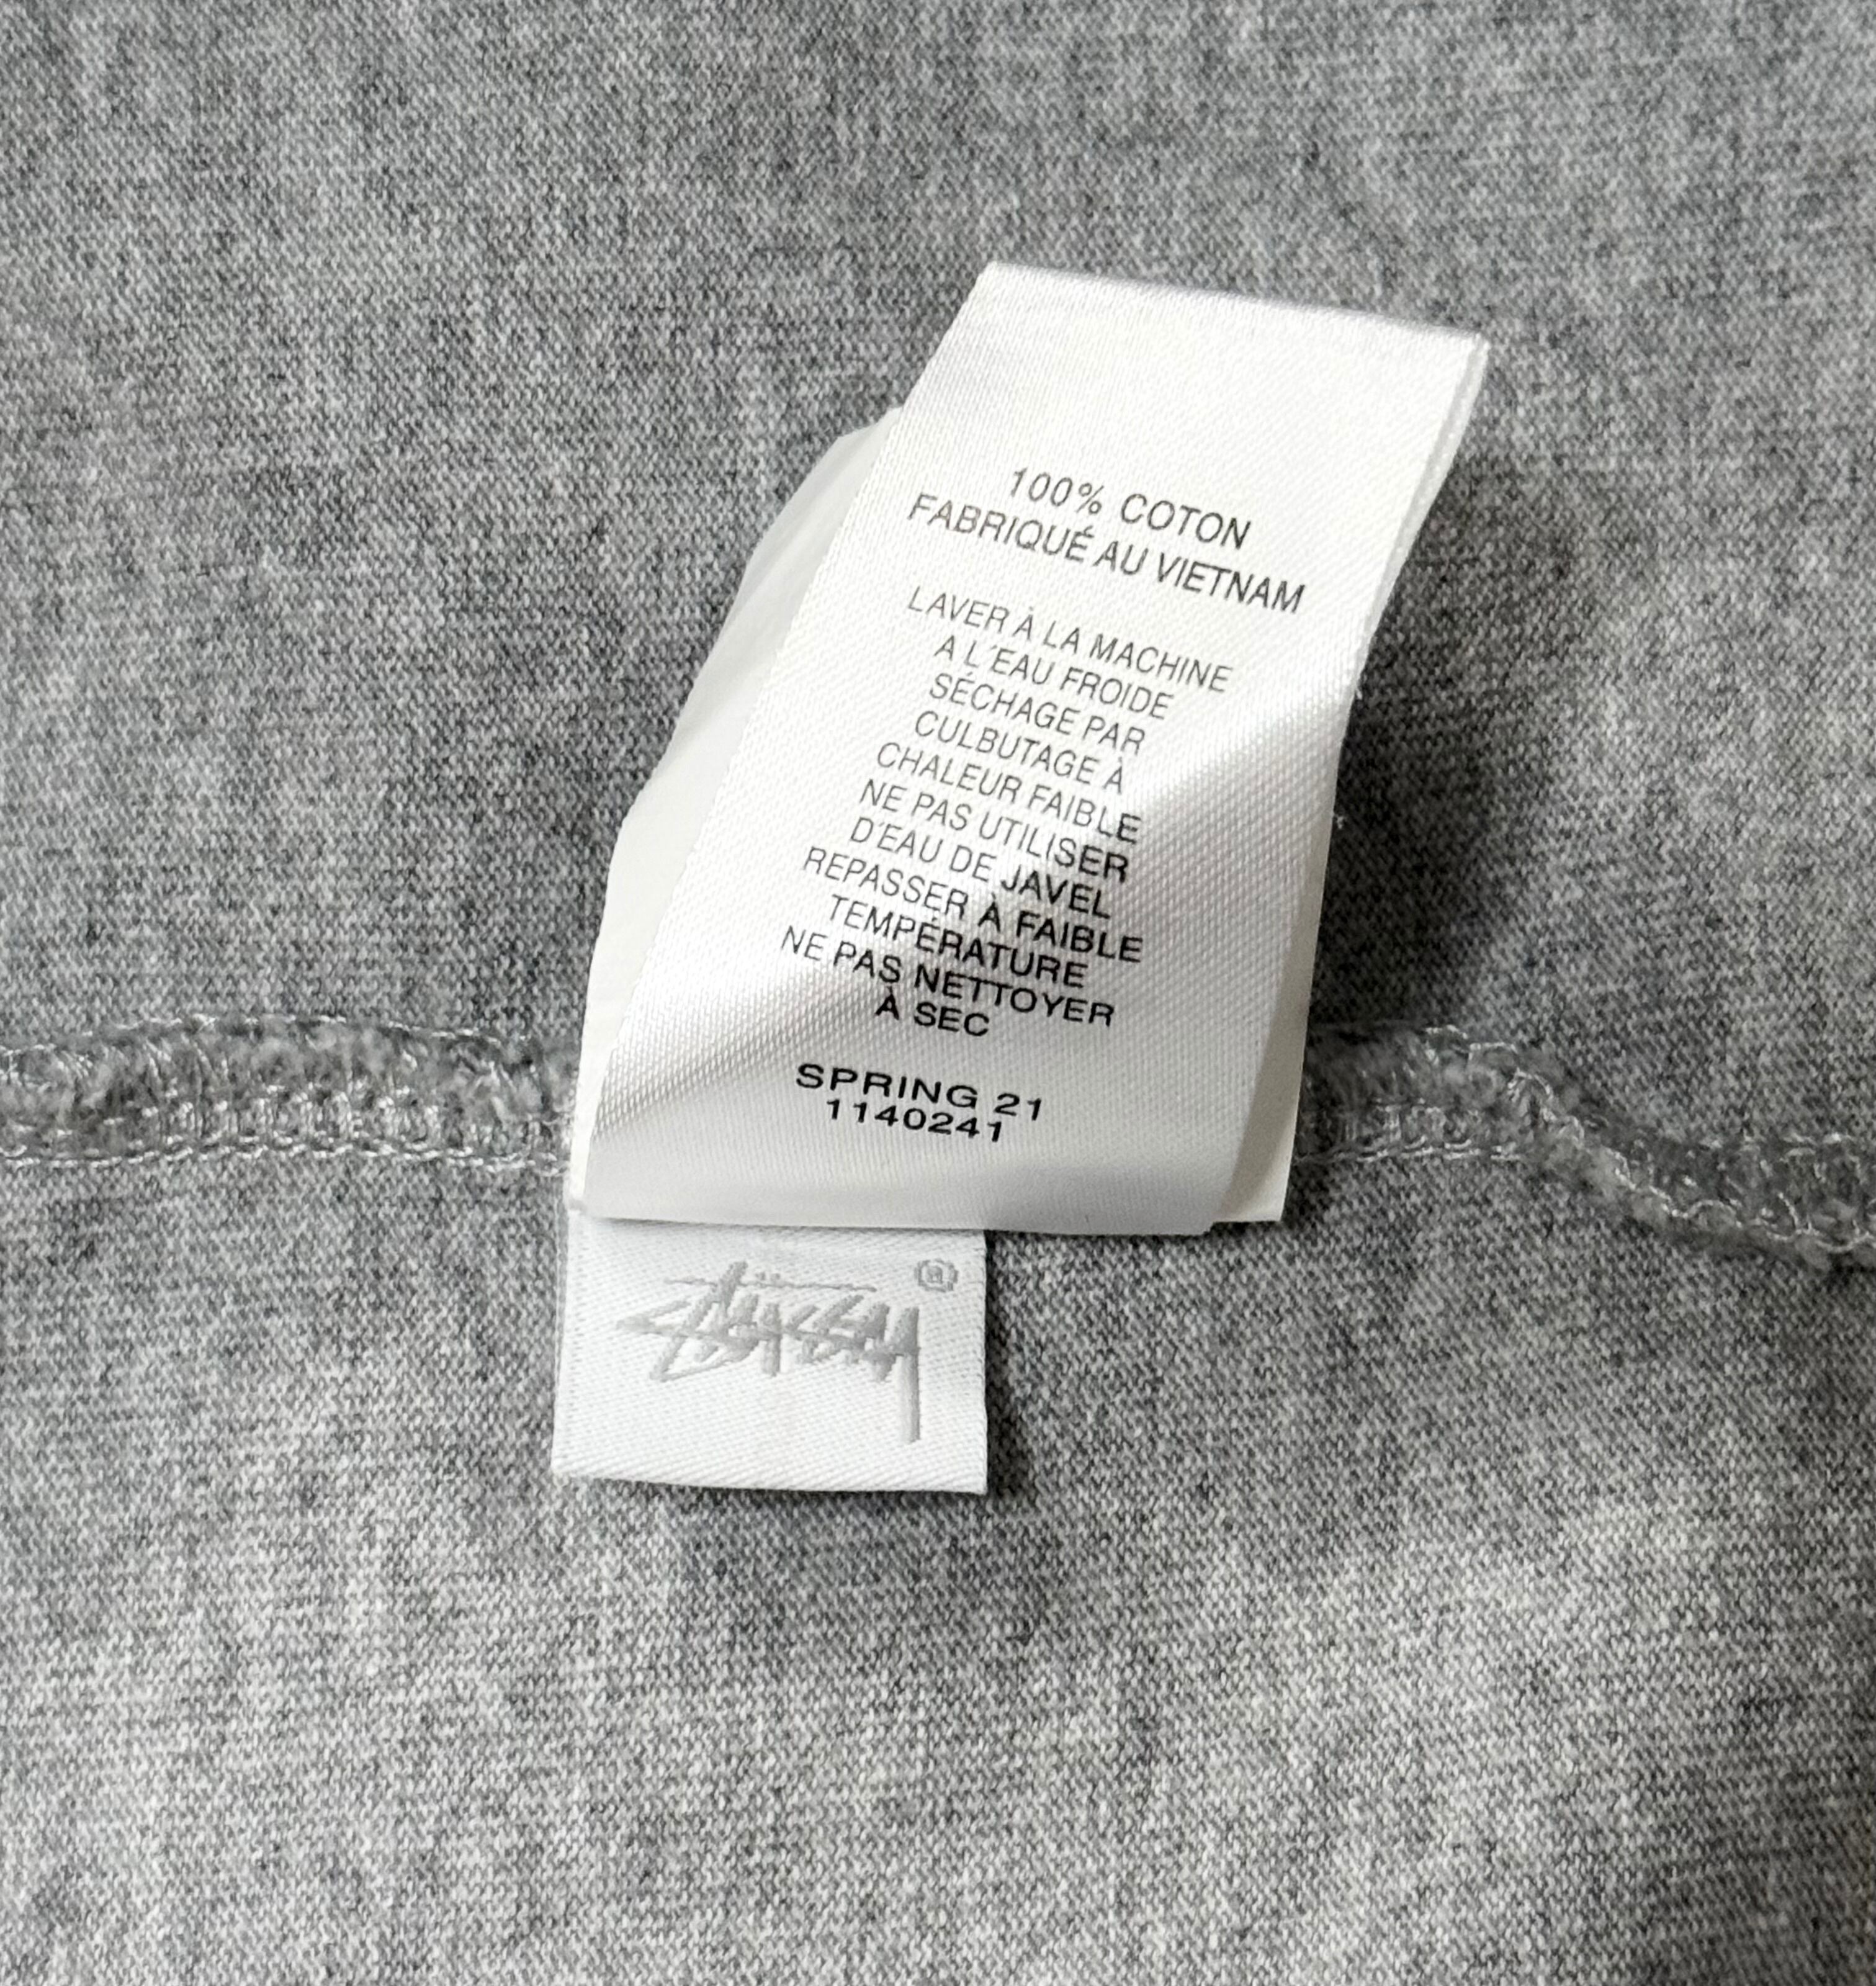 100% COTON
FABRIQUÉ AU VIETNAM
LAVER À LA MACHINE
A L'EAU FROIDE
SÉCHAGE PAR
CULBUTAGE À
CHALEUR FAIBLE
NE PAS UTILISER
D'EAU DE JAVEL
REPASSER À FAIBLE
TEMPÉRATURE
NE PAS NETTOYER
À SEC
SPRING 21
1140241
Stüssy ®